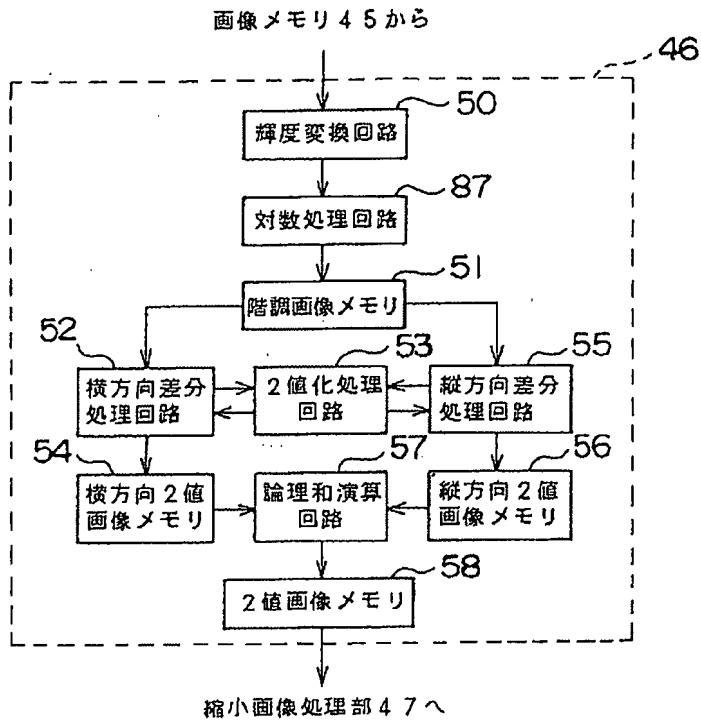 画像メモリ45から
46
50
輝度変換回路
87
対数処理回路
51
階調画像メモリ
52
横方向差分
処理回路
53
2値化処理
回路
55
縦方向差分
処理回路
54
横方向2値
画像メモリ
57
論理和演算
回路
56
縦方向2値
画像メモリ
58
2値画像メモリ
縮小画像処理部47へ